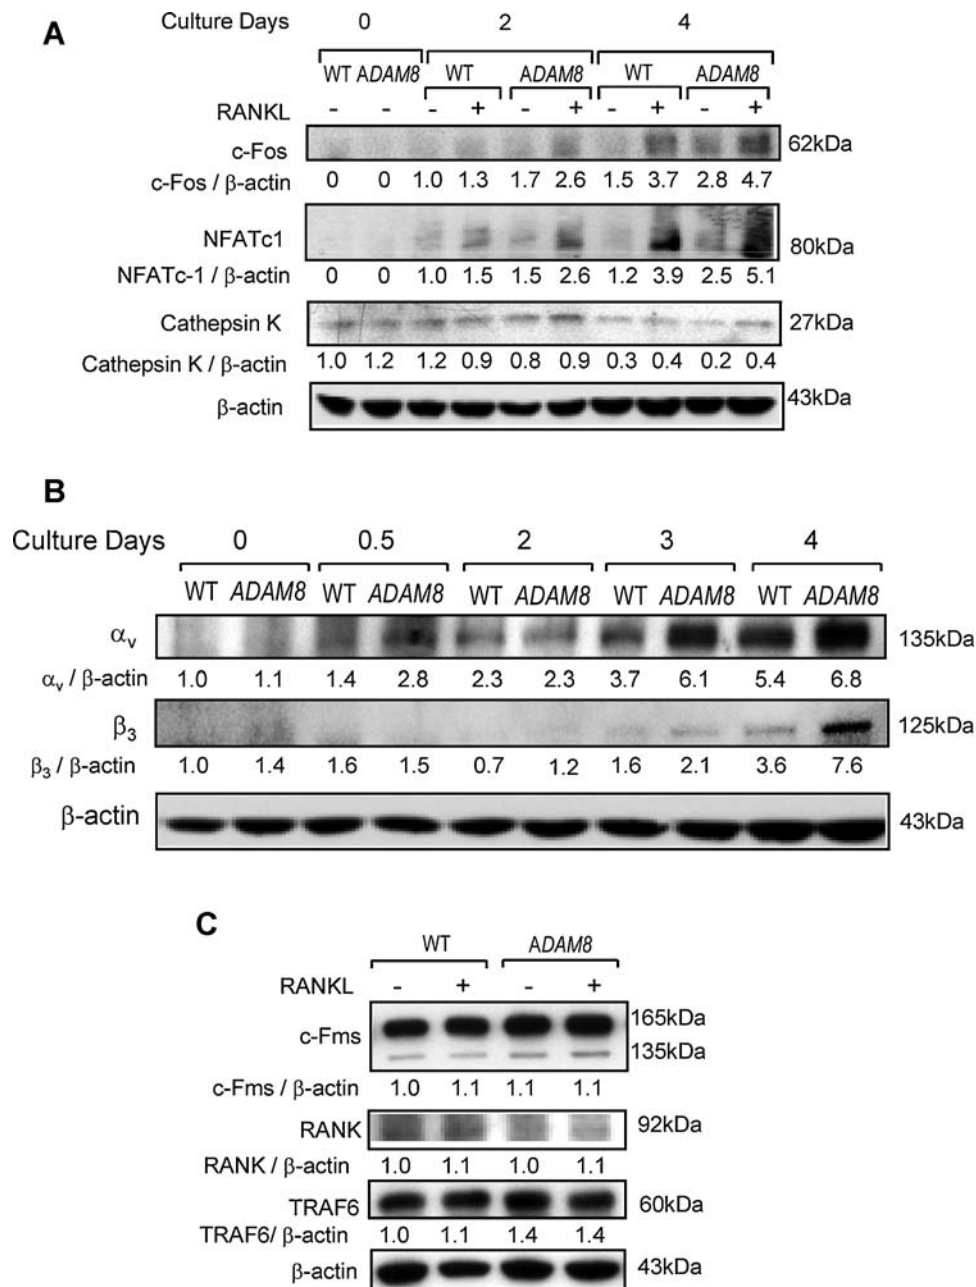 A
Culture Days 0 2 4
WT ADAM8 WT ADAM8 WT ADAM8
RANKL - - - + - + - + - +
c-Fos 62kDa
c-Fos / β-actin 0 0 1.0 1.3 1.7 2.6 1.5 3.7 2.8 4.7
NFATc1 80kDa
NFATc-1 / β-actin 0 0 1.0 1.5 1.5 2.6 1.2 3.9 2.5 5.1
Cathepsin K 27kDa
Cathepsin K / β-actin 1.0 1.2 1.2 0.9 0.8 0.9 0.3 0.4 0.2 0.4
β-actin 43kDa
B
Culture Days 0 0.5 2 3 4
WT ADAM8 WT ADAM8 WT ADAM8 WT ADAM8 WT ADAM8
αv 135kDa
αv / β-actin 1.0 1.1 1.4 2.8 2.3 2.3 3.7 6.1 5.4 6.8
β3 125kDa
β3 / β-actin 1.0 1.4 1.6 1.5 0.7 1.2 1.6 2.1 3.6 7.6
β-actin 43kDa
C
WT ADAM8
RANKL - + - +
c-Fms 165kDa
135kDa
c-Fms / β-actin 1.0 1.1 1.1 1.1
RANK 92kDa
RANK / β-actin 1.0 1.1 1.0 1.1
TRAF6 60kDa
TRAF6/ β-actin 1.0 1.1 1.4 1.4
β-actin 43kDa